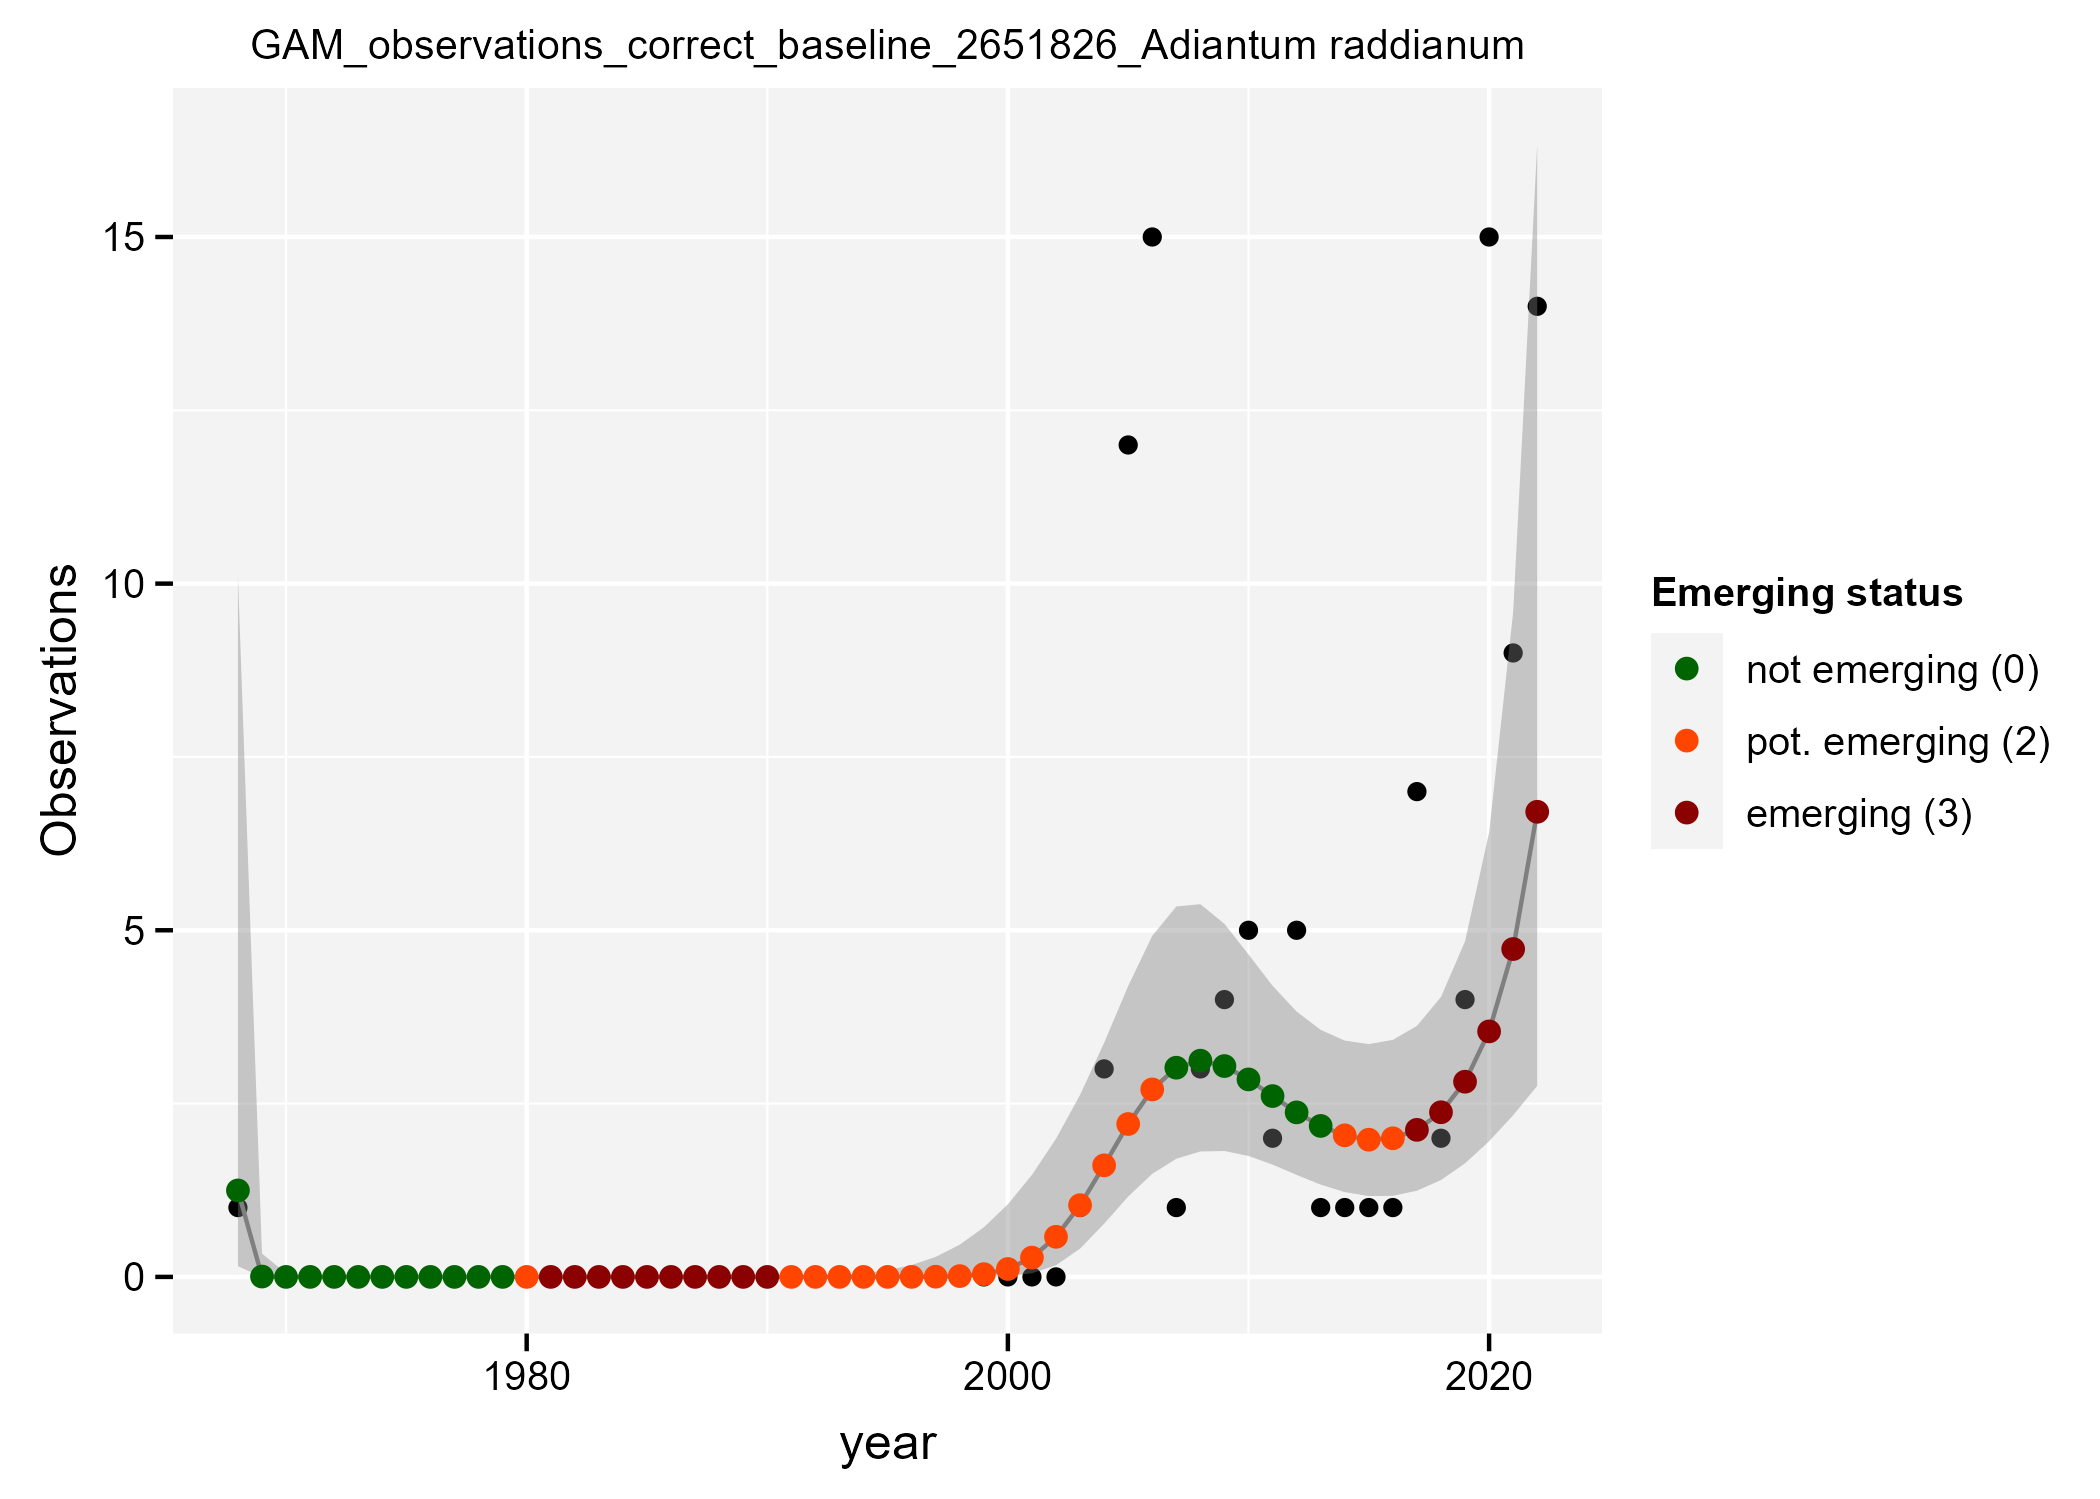 GAM_observations_correct_baseline_2651826_Adiantum raddianum
Observations
15
10
5
0
1980
2000
2020
year
Emerging status
not emerging (0)
pot. emerging (2)
emerging (3)